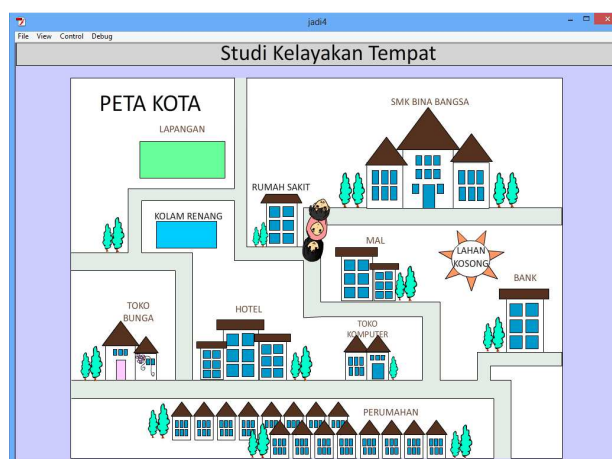 jadi4
File View Control Debug
Studi Kelayakan Tempat
PETA KOTA
SMK BINA BANGSA
LAPANGAN
RUMAH SAKIT
KOLAM RENANG
MAL
LAHAN
KOSONG
BANK
TOKO
BUNGA
HOTEL
TOKO
KOMPUTER
PERUMAHAN